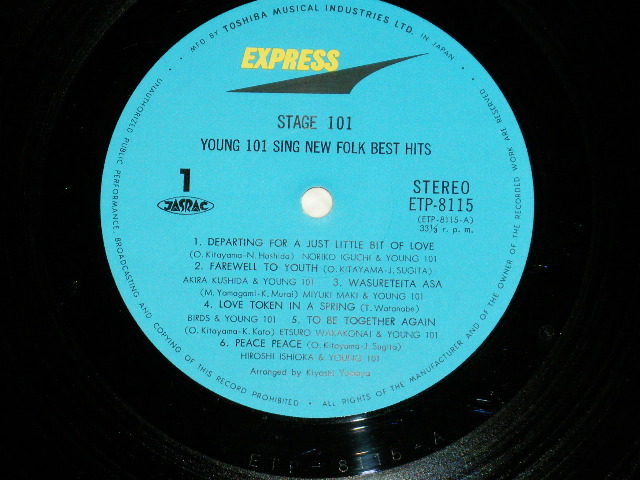 MFD. BY TOSHIBA MUSICAL INDUSTRIES LTD. IN JAPAN
UNAUTHORIZED PUBLIC PERFORMANCE, BROADCASTING AND COPYING OF THIS RECORD PROHIBITED • ALL RIGHTS OF THE MANUFACTURER AND OF THE OWNER OF THE RECORDED WORK ARE RESERVED
EXPRESS
STAGE 101
YOUNG 101 SING NEW FOLK BEST HITS
1
JASRAC
STEREO
ETP-8115
(ETP-8115-A)
33⅓ r. p. m.
1. DEPARTING FOR A JUST LITTLE BIT OF LOVE
(O. Kitayama-N. Hashida) NORIKO IGUCHI & YOUNG 101
2. FAREWELL TO YOUTH (O. KITAYAMA-J. SUGITA)
AKIRA KUSHIDA & YOUNG 101 3. WASURETEITA ASA
(M. Yamagami-K. Murai) MIYUKI MAKI & YOUNG 101
4. LOVE TOKEN IN A SPRING (T. Watanabe)
BIRDS & YOUNG 101 5. TO BE TOGETHER AGAIN
(O. Kitayama-K. Kato) ETSURO WAKAKONAI & YOUNG 101
6. PEACE PEACE (O. Kitayama-J. Sugita)
HIROSHI ISHIOKA & YOUNG 101
Arranged by Kiyoshi
ETP-8115-A